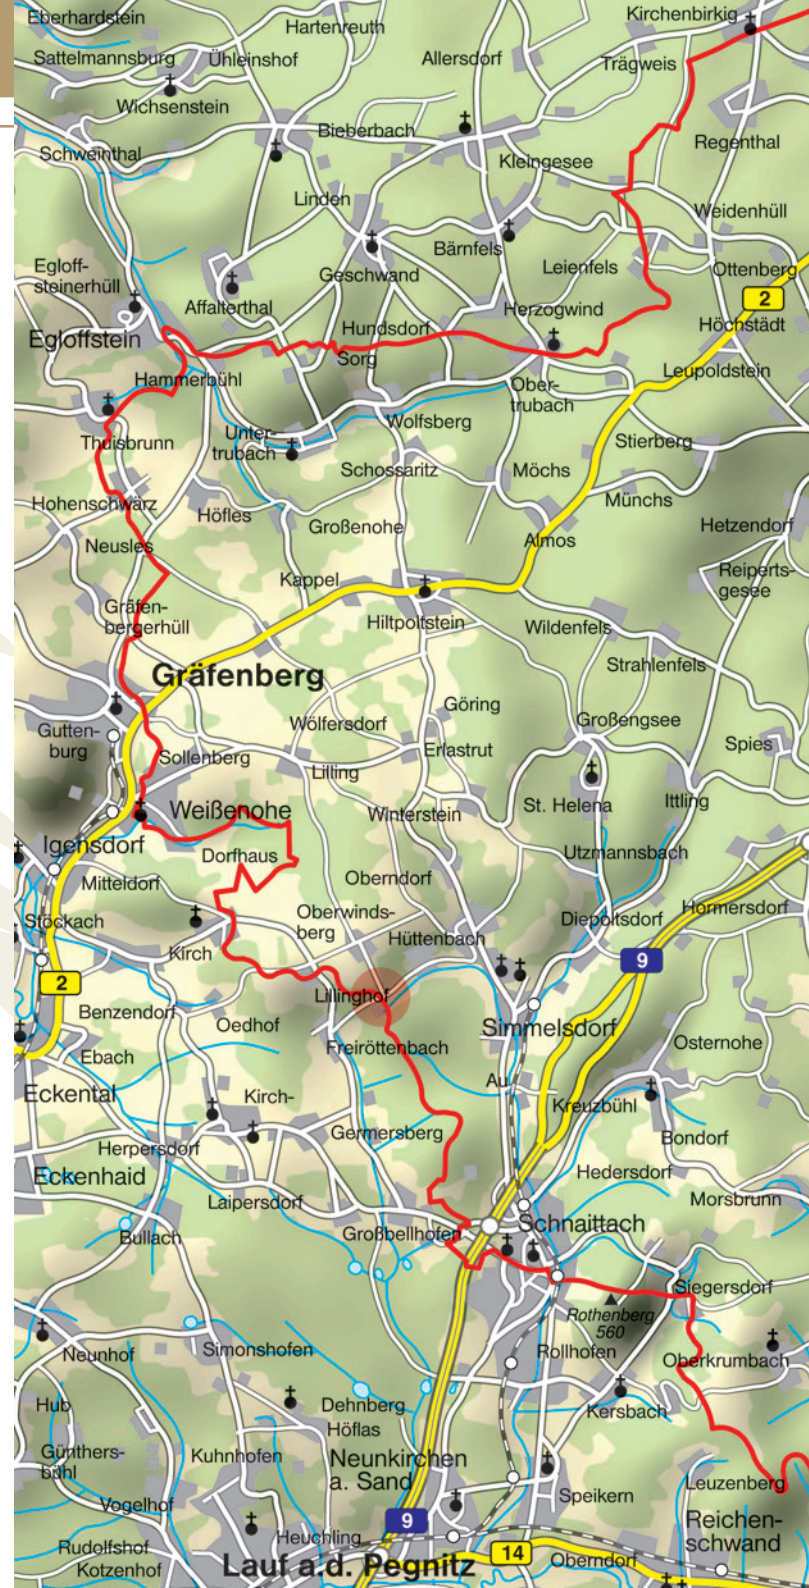 Eberhardstein
Hartenreuth
Kirchenbirkig
Sattelmannsburg
Ühleinshof
Allersdorf
Trägweis
Wichsenstein
Bieberbach
Regenthal
Schweinthal
Kleingesee
Linden
Weidenhüll
Bärnfels
Egloff-
steinerhüll
Geschwand
Leienfels
Ottenberg
2
Affalterthal
Herzogwind
Höchstädt
Egloffstein
Hundsdorf
Sorg
Leupoldstein
Hammerbühl
Ober-
trubach
Wolfsberg
Thuisbrunn
Unter-
trubach
Stierberg
Schossaritz
Möchs
Münchs
Hohenschwärz
Höfles
Großenohe
Hetzendorf
Neusles
Almos
Reiperts-
gesee
Kappel
Gräfen-
bergerhüll
Hiltpoltstein
Wildenfels
Strahlenfels
Gräfenberg
Göring
Großengsee
Gutten-
burg
Wölfersdorf
Erlastrut
Spies
Sollenberg
Lilling
Weißenohe
Winterstein
St. Helena
Ittling
Igensdorf
Dorfhaus
Utzmannsbach
Mitteldorf
Oberndorf
Stöckach
Oberwinds-
berg
Diepoltsdorf
Hormersdorf
Kirch
Hüttenbach
9
2
Lillinghof
Benzendorf
Oedhof
Simmelsdorf
Ebach
Freiröttenbach
Osternohe
Eckental
Kirch-
Au
Kreuzbühl
Herpersdorf
Germersberg
Bondorf
Eckenhaid
Hedersdorf
Laipersdorf
Morsbrunn
Bullach
Großbellhofen
Schnaittach
Siegersdorf
Rothenberg
560
Neunhof
Simonshofen
Rollhofen
Oberkrumbach
Hub
Dehnberg
Höflas
Kersbach
Günthers-
bühl
Kuhnhofen
Neunkirchen
a. Sand
Leuzenberg
Vogelhof
Speikern
Reichen-
schwand
9
Rudolfshof
Heuchling
14
Kotzenhof
Lauf a.d. Pegnitz
Oberndorf